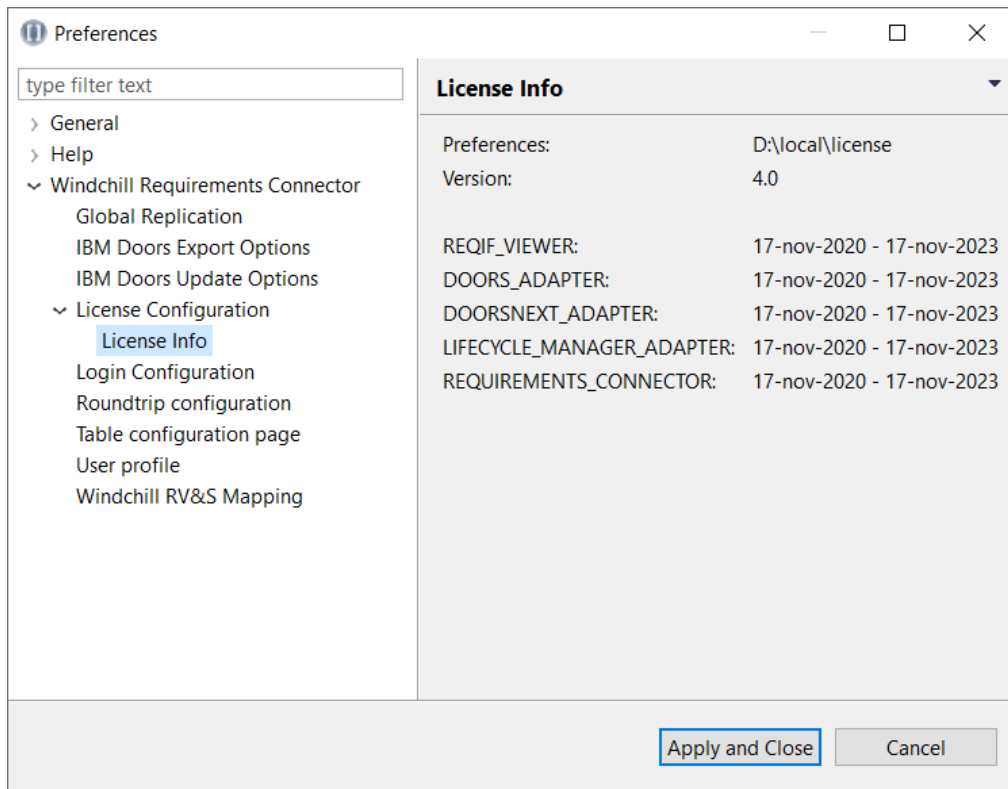 Preferences
type filter text
General
Help
Windchill Requirements Connector
Global Replication
IBM Doors Export Options
IBM Doors Update Options
License Configuration
License Info
Login Configuration
Roundtrip configuration
Table configuration page
User profile
Windchill RV&S Mapping
License Info
Preferences: D:\local\license
Version: 4.0
REQIF_VIEWER: 17-nov-2020 - 17-nov-2023
DOORS_ADAPTER: 17-nov-2020 - 17-nov-2023
DOORSNEXT_ADAPTER: 17-nov-2020 - 17-nov-2023
LIFECYCLE_MANAGER_ADAPTER: 17-nov-2020 - 17-nov-2023
REQUIREMENTS_CONNECTOR: 17-nov-2020 - 17-nov-2023
Apply and Close Cancel